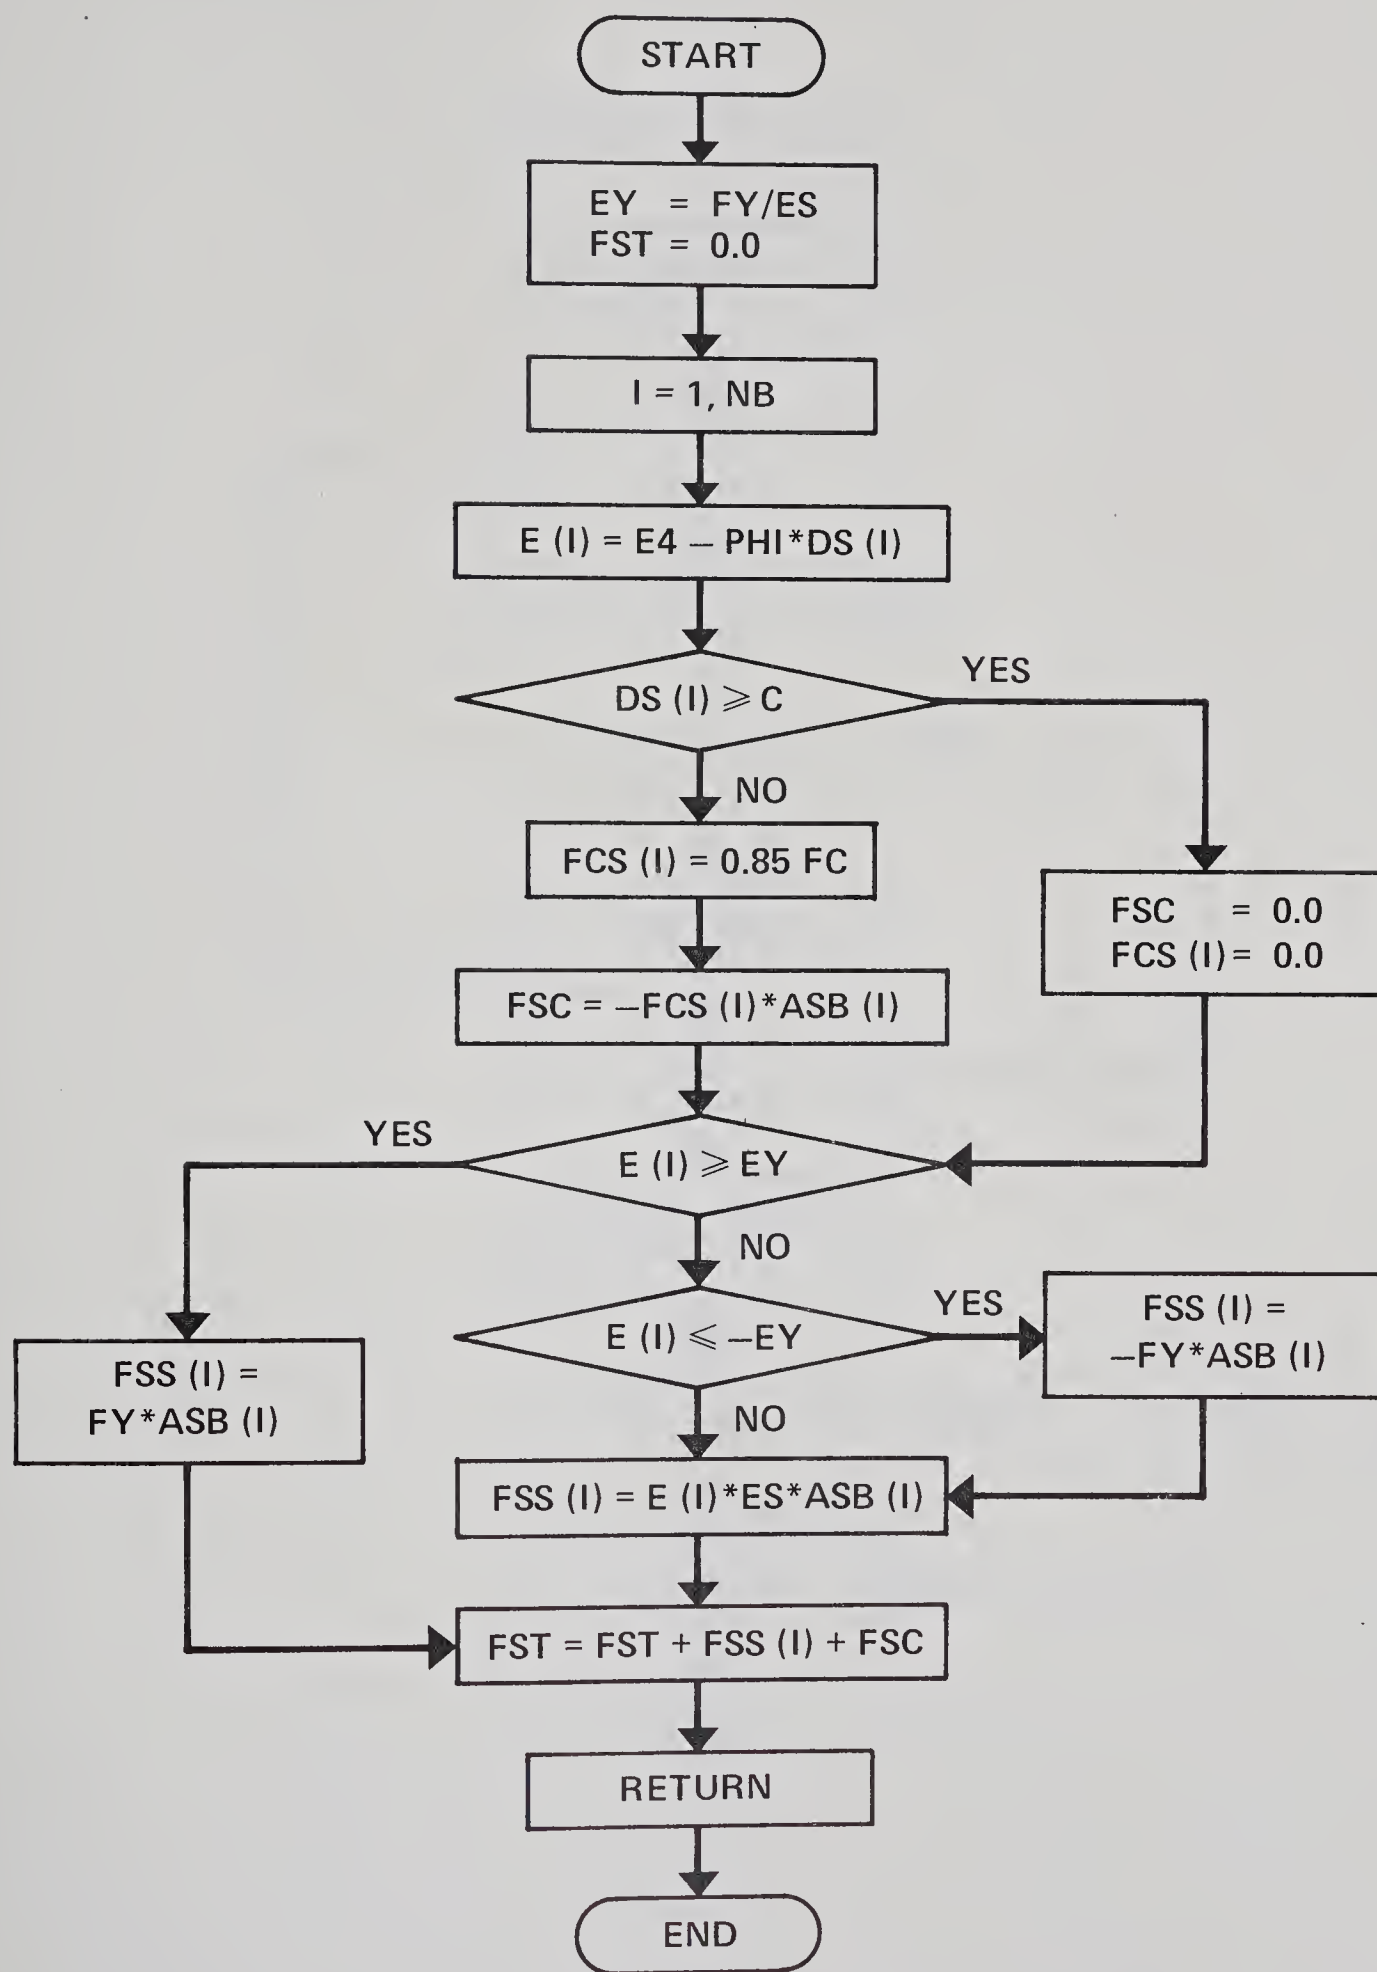 START
EY = FY/ES
FST = 0.0
I = 1, NB
E (I) = E4 – PHI*DS (I)
DS (I) ⩾ C
YES
NO
FCS (I) = 0.85 FC
FSC = 0.0
FCS (I) = 0.0
FSC = –FCS (I)*ASB (I)
YES
E (I) ⩾ EY
NO
E (I) ⩽ –EY
YES
FSS (I) =
–FY*ASB (I)
FSS (I) =
FY*ASB (I)
NO
FSS (I) = E (I)*ES*ASB (I)
FST = FST + FSS (I) + FSC
RETURN
END